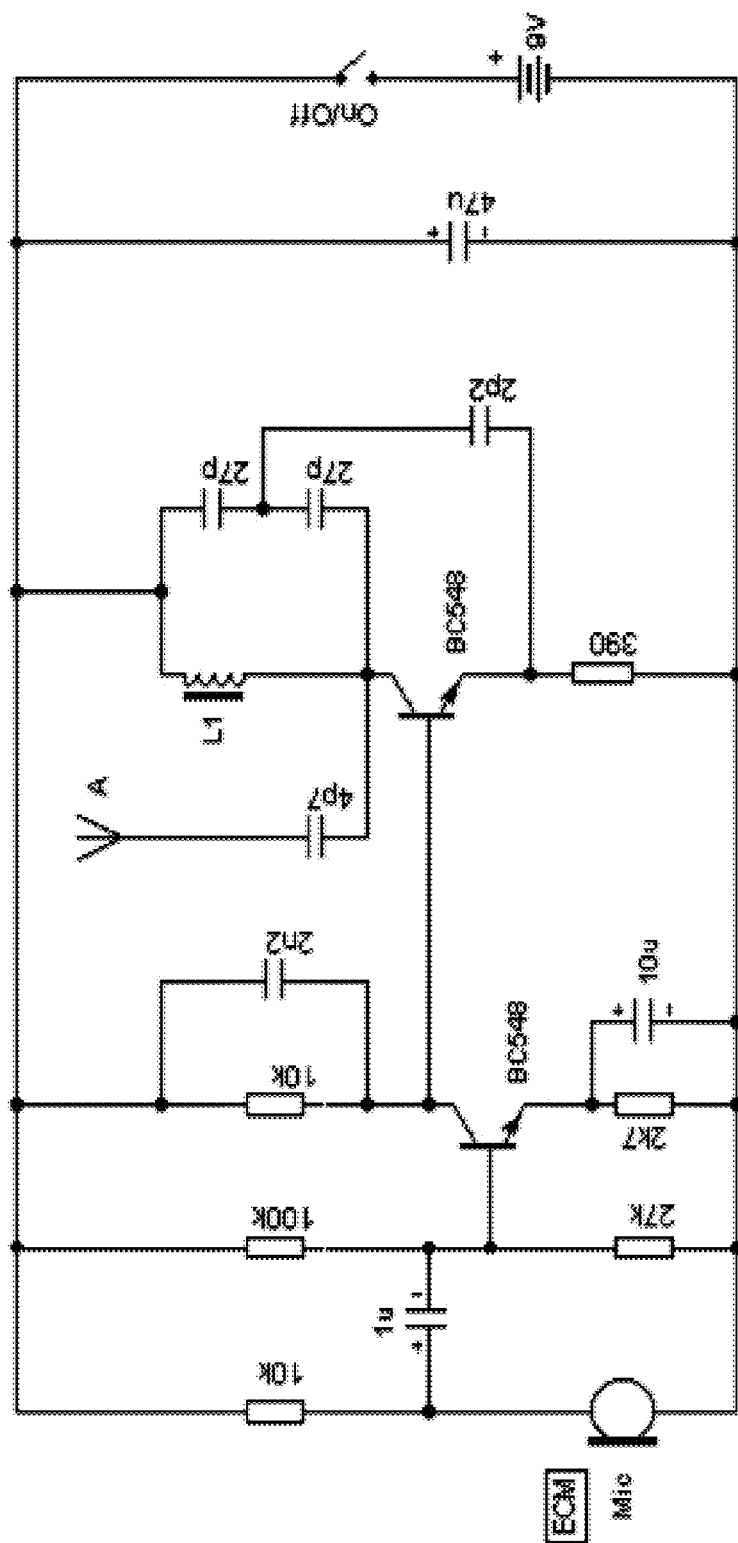 ECM
Mic
10k
1u
+
-
100k
27k
10k
2n2
BC548
2k7
+
10u
-
A
4p7
L1
BC548
390
27p
27p
2p2
+
47u
-
On/Off
+
9V